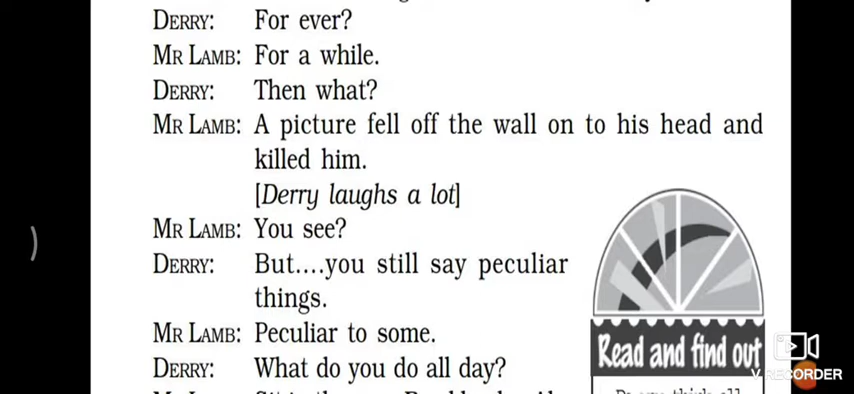 DERRY: For ever?
MR LAMB: For a while.
DERRY: Then what?
MR LAMB: A picture fell off the wall on to his head and
killed him.
[Derry laughs a lot]
MR LAMB: You see?
DERRY: But....you still say peculiar
things.
MR LAMB: Peculiar to some.
DERRY: What do you do all day?
Read and find out
V RECORDER